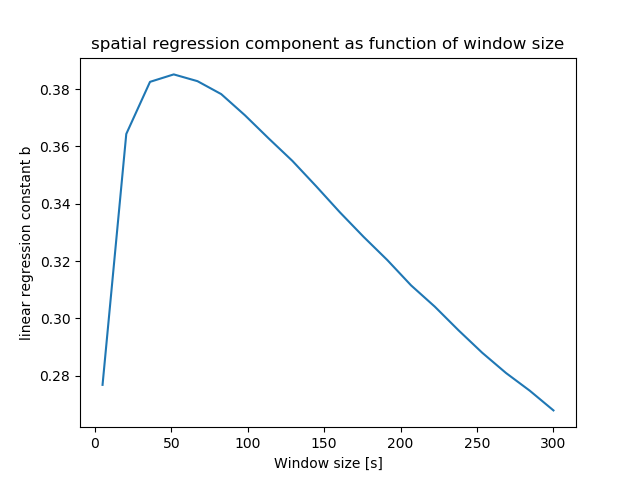 spatial regression component as function of window size
linear regression constant b
0.38
0.36
0.34
0.32
0.30
0.28
0 50 100 150 200 250 300
Window size [s]